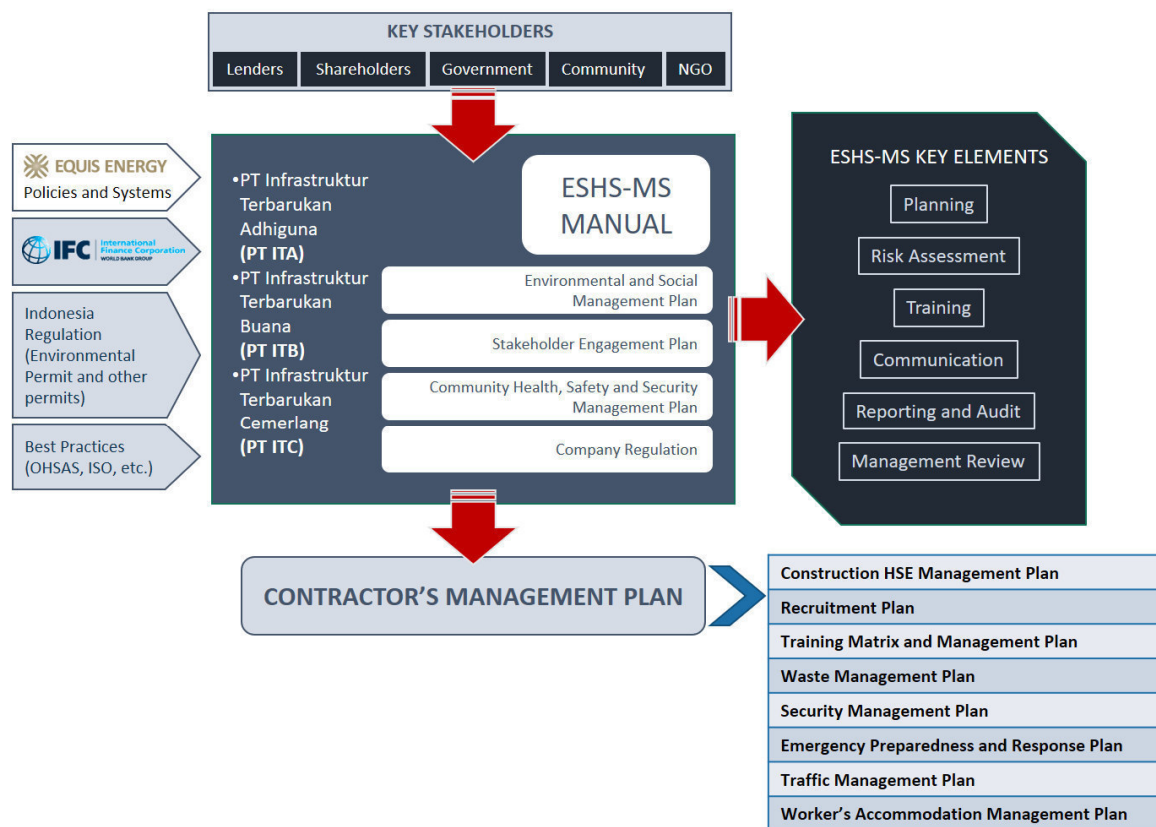 KEY STAKEHOLDERS
Lenders
Shareholders
Government
Community
NGO
EQUIS ENERGY
Policies and Systems
IFC
International
Finance Corporation
WORLD BANK GROUP
Indonesia
Regulation
(Environmental
Permit and other
permits)
Best Practices
(OHSAS, ISO, etc.)
•PT Infrastruktur
Terbarukan
Adhiguna
(PT ITA)
•PT Infrastruktur
Terbarukan
Buana
(PT ITB)
•PT Infrastruktur
Terbarukan
Cemerlang
(PT ITC)
ESHS-MS
MANUAL
Environmental and Social
Management Plan
Stakeholder Engagement Plan
Community Health, Safety and Security
Management Plan
Company Regulation
ESHS-MS KEY ELEMENTS
Planning
Risk Assessment
Training
Communication
Reporting and Audit
Management Review
CONTRACTOR’S MANAGEMENT PLAN
Construction HSE Management Plan
Recruitment Plan
Training Matrix and Management Plan
Waste Management Plan
Security Management Plan
Emergency Preparedness and Response Plan
Traffic Management Plan
Worker’s Accommodation Management Plan